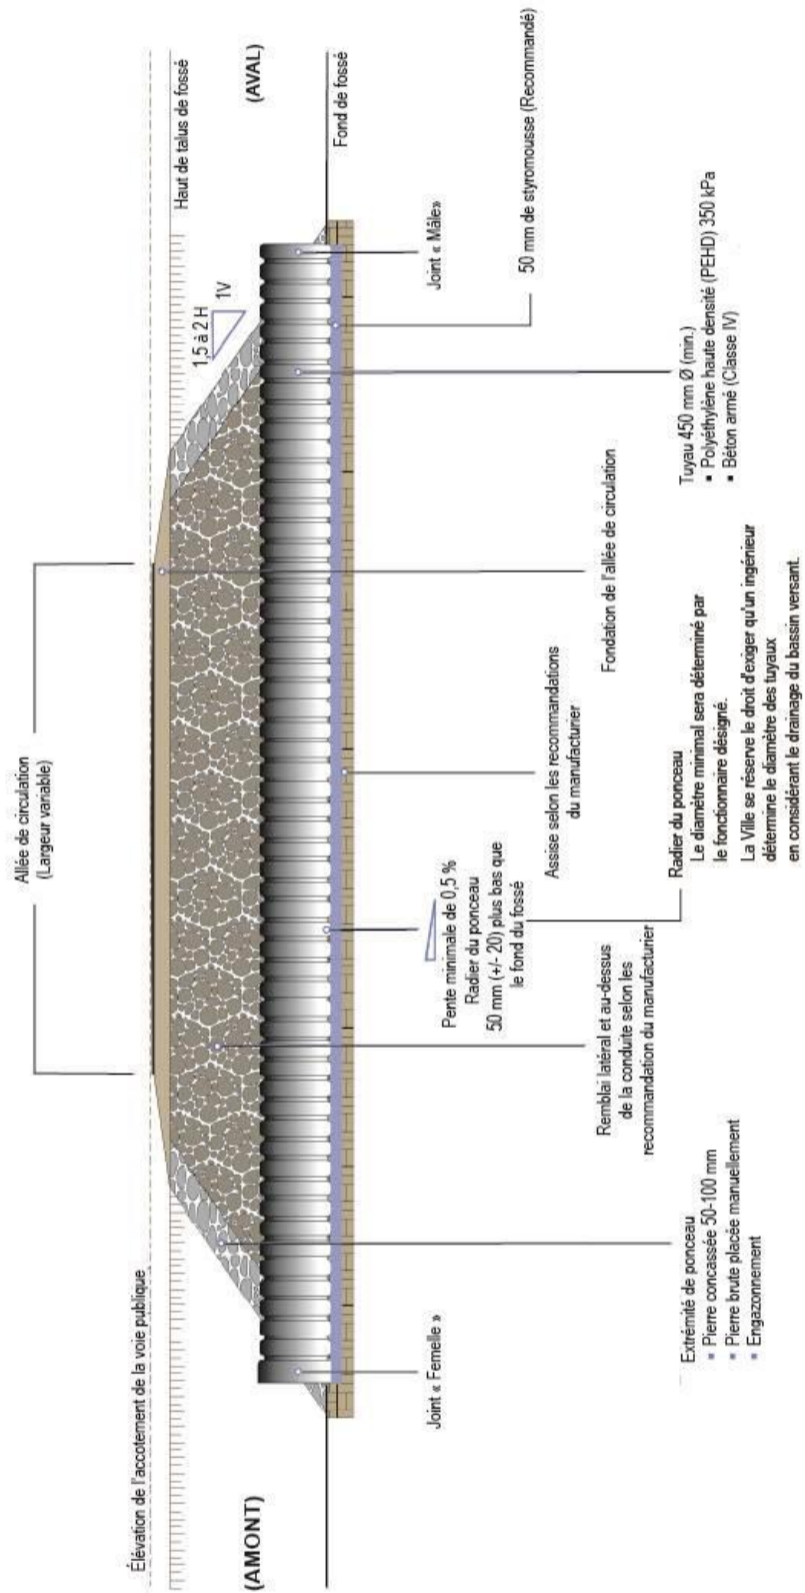 Allée de circulation
(Largeur variable)
Élévation de l'accotement de la voie publique
Haut de talus de fossé
1,5 à 2 H
1V
(AMONT)
(AVAL)
Fond de fossé
Joint « Femelle »
Joint « Mâle»
Pente minimale de 0,5 %
Radier du ponceau
50 mm (+/- 20) plus bas que
le fond du fossé
50 mm de styromousse (Recommandé)
Assise selon les recommandations
du manufacturier
Fondation de l'allée de circulation
Remblai latéral et au-dessus
de la conduite selon les
recommandation du manufacturier
Extrémité de ponceau
▪ Pierre concassée 50-100 mm
▪ Pierre brute placée manuellement
▪ Engazonnement
Radier du ponceau
Le diamètre minimal sera déterminé par
le fonctionnaire désigné.
La Ville se réserve le droit d'exiger qu'un ingénieur
détermine le diamètre des tuyaux
en considérant le drainage du bassin versant.
Tuyau 450 mm Ø (min.)
▪ Polyéthylène haute densité (PEHD) 350 kPa
▪ Béton armé (Classe IV)